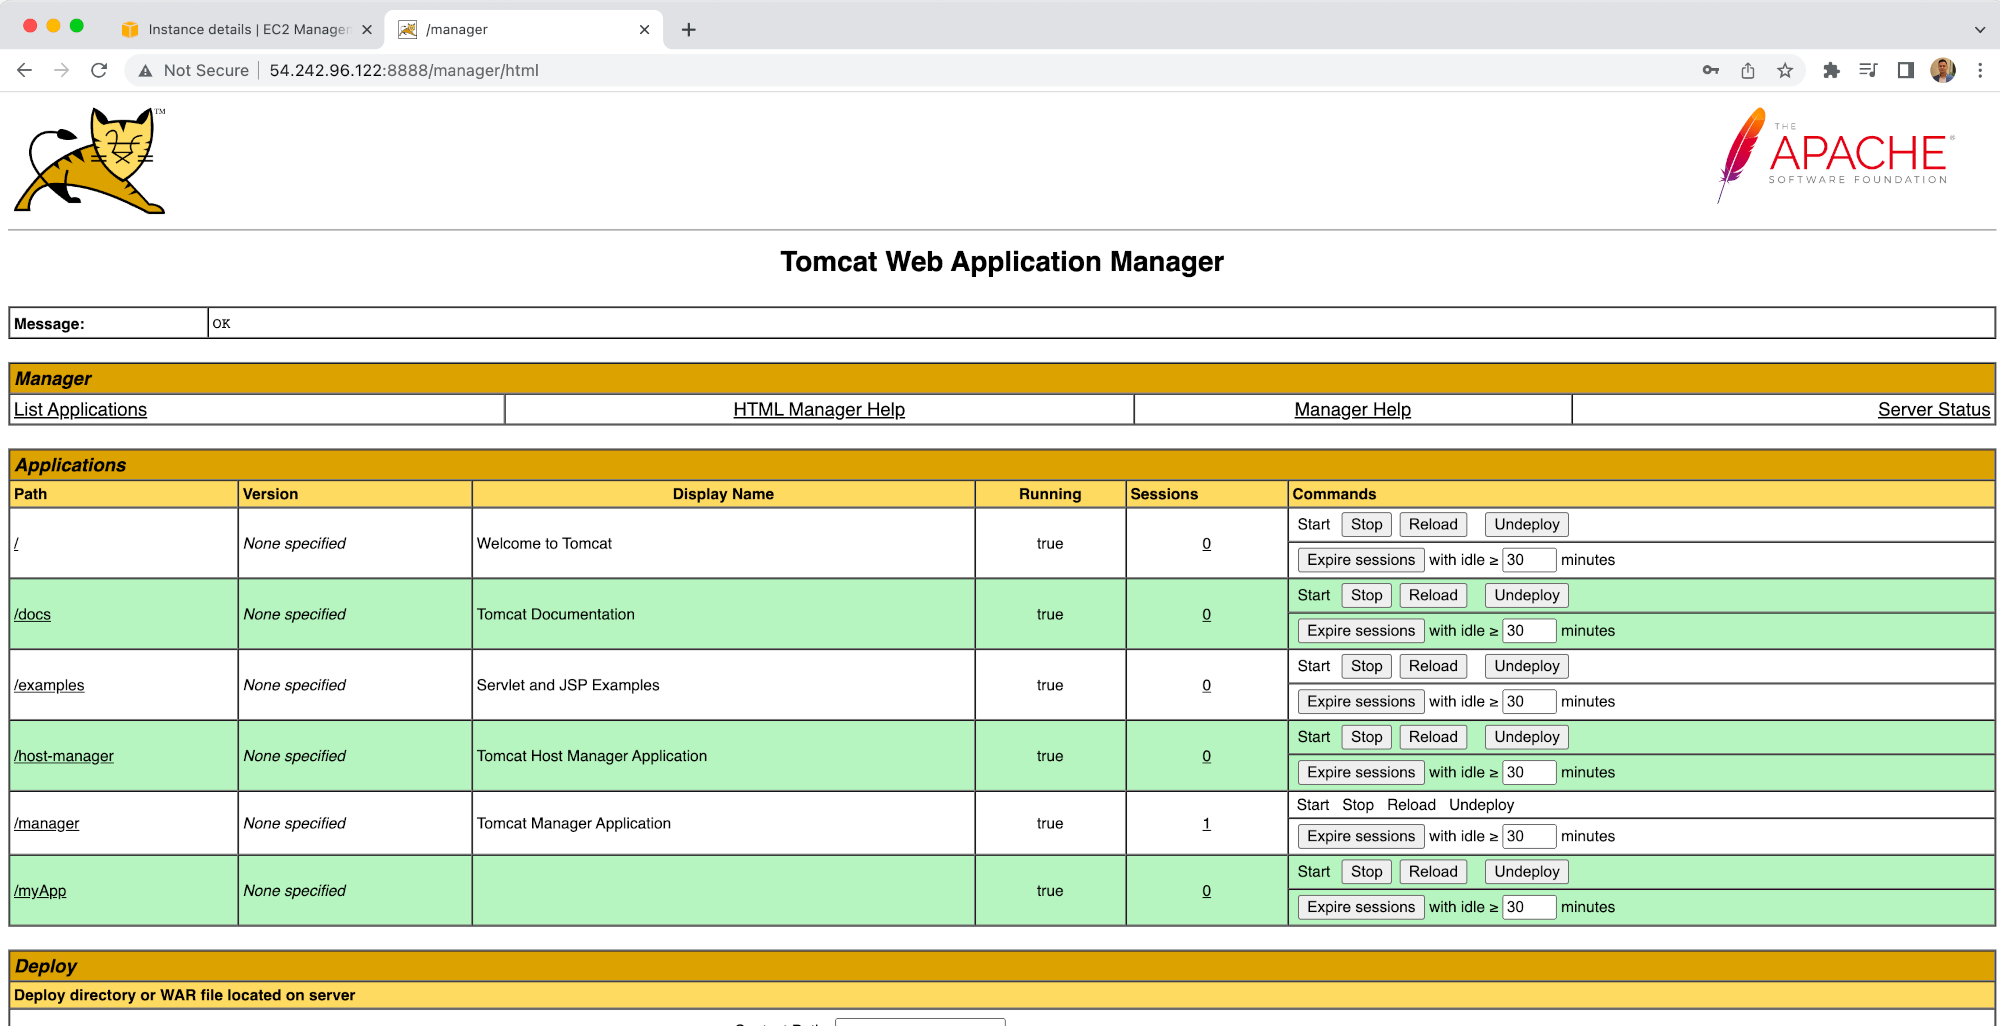 Instance details | EC2 Manager
/manager
Not Secure
54.242.96.122:8888/manager/html
TM
THE
APACHE®
SOFTWARE FOUNDATION
Tomcat Web Application Manager
Message: OK
Manager
List Applications HTML Manager Help Manager Help Server Status
Applications
Path Version Display Name Running Sessions Commands
/ None specified Welcome to Tomcat true 0 Start Stop Reload Undeploy
Expire sessions with idle ≥ 30 minutes
/docs None specified Tomcat Documentation true 0 Start Stop Reload Undeploy
Expire sessions with idle ≥ 30 minutes
/examples None specified Servlet and JSP Examples true 0 Start Stop Reload Undeploy
Expire sessions with idle ≥ 30 minutes
/host-manager None specified Tomcat Host Manager Application true 0 Start Stop Reload Undeploy
Expire sessions with idle ≥ 30 minutes
/manager None specified Tomcat Manager Application true 1 Start Stop Reload Undeploy
Expire sessions with idle ≥ 30 minutes
/myApp None specified true 0 Start Stop Reload Undeploy
Expire sessions with idle ≥ 30 minutes
Deploy
Deploy directory or WAR file located on server